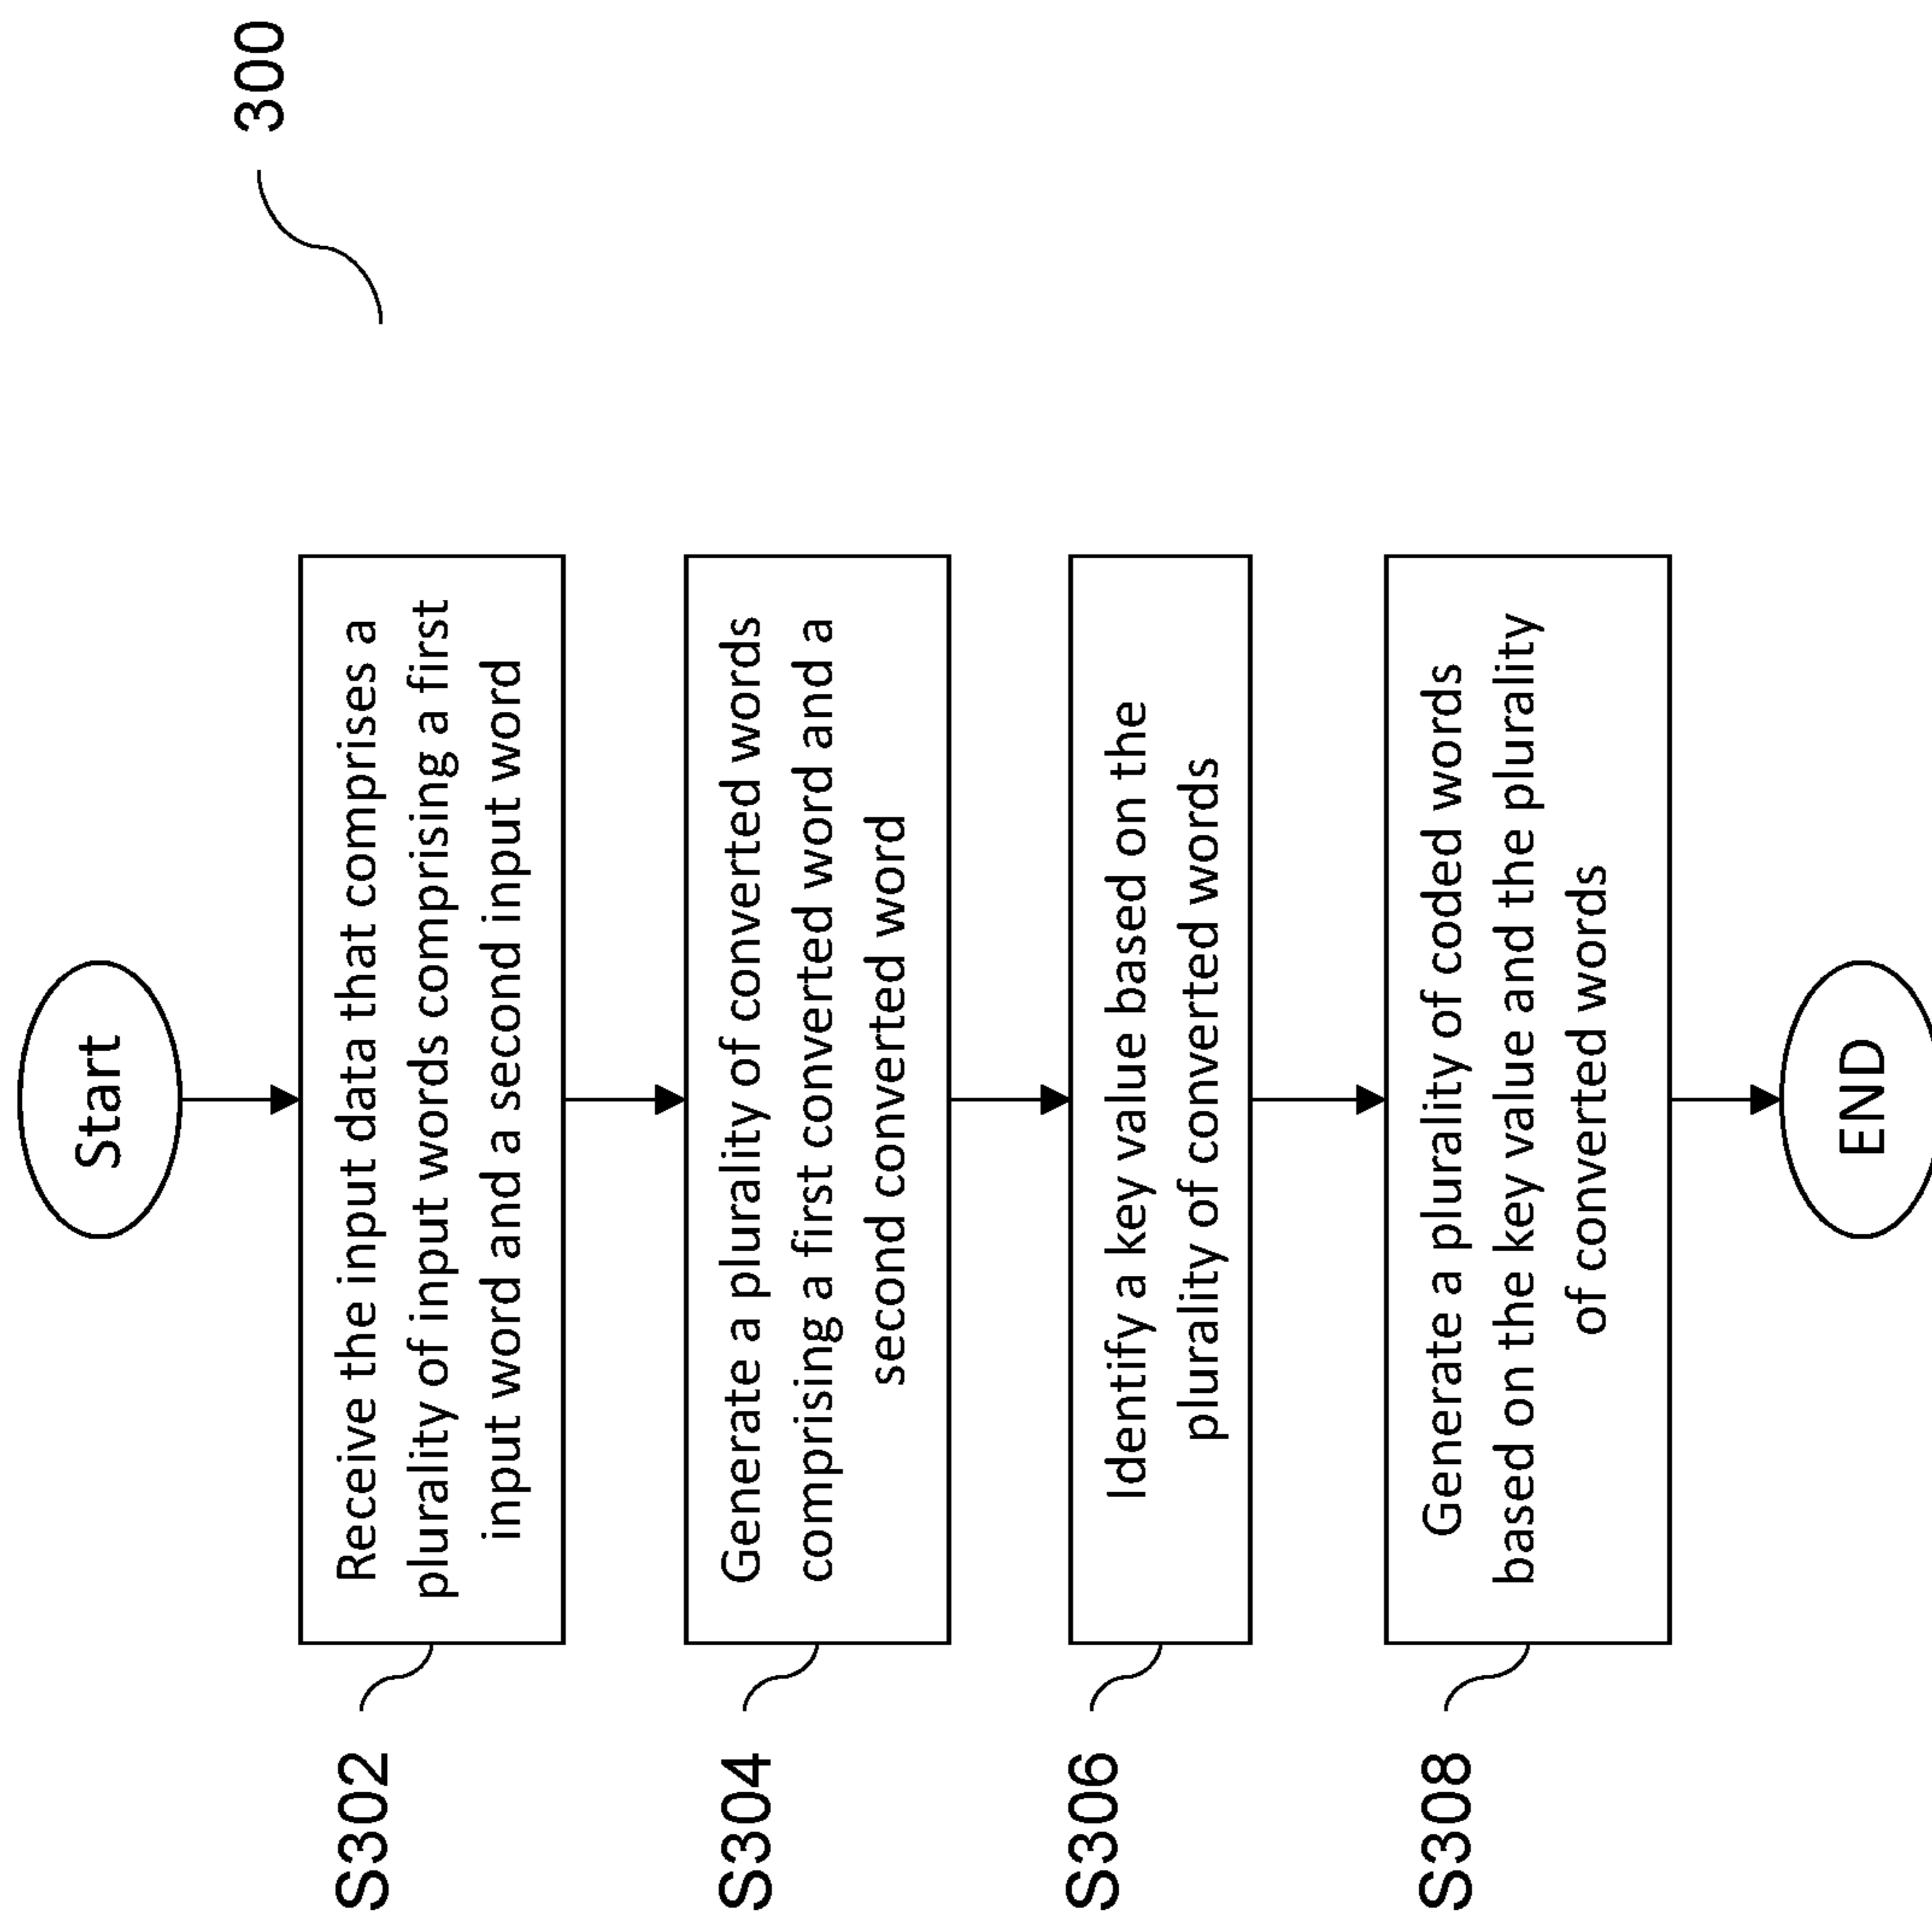 300
Start
S302
Receive the input data that comprises a
plurality of input words comprising a first
input word and a second input word
S304
Generate a plurality of converted words
comprising a first converted word and a
second converted word
S306
Identify a key value based on the
plurality of converted words
S308
Generate a plurality of coded words
based on the key value and the plurality
of converted words
END